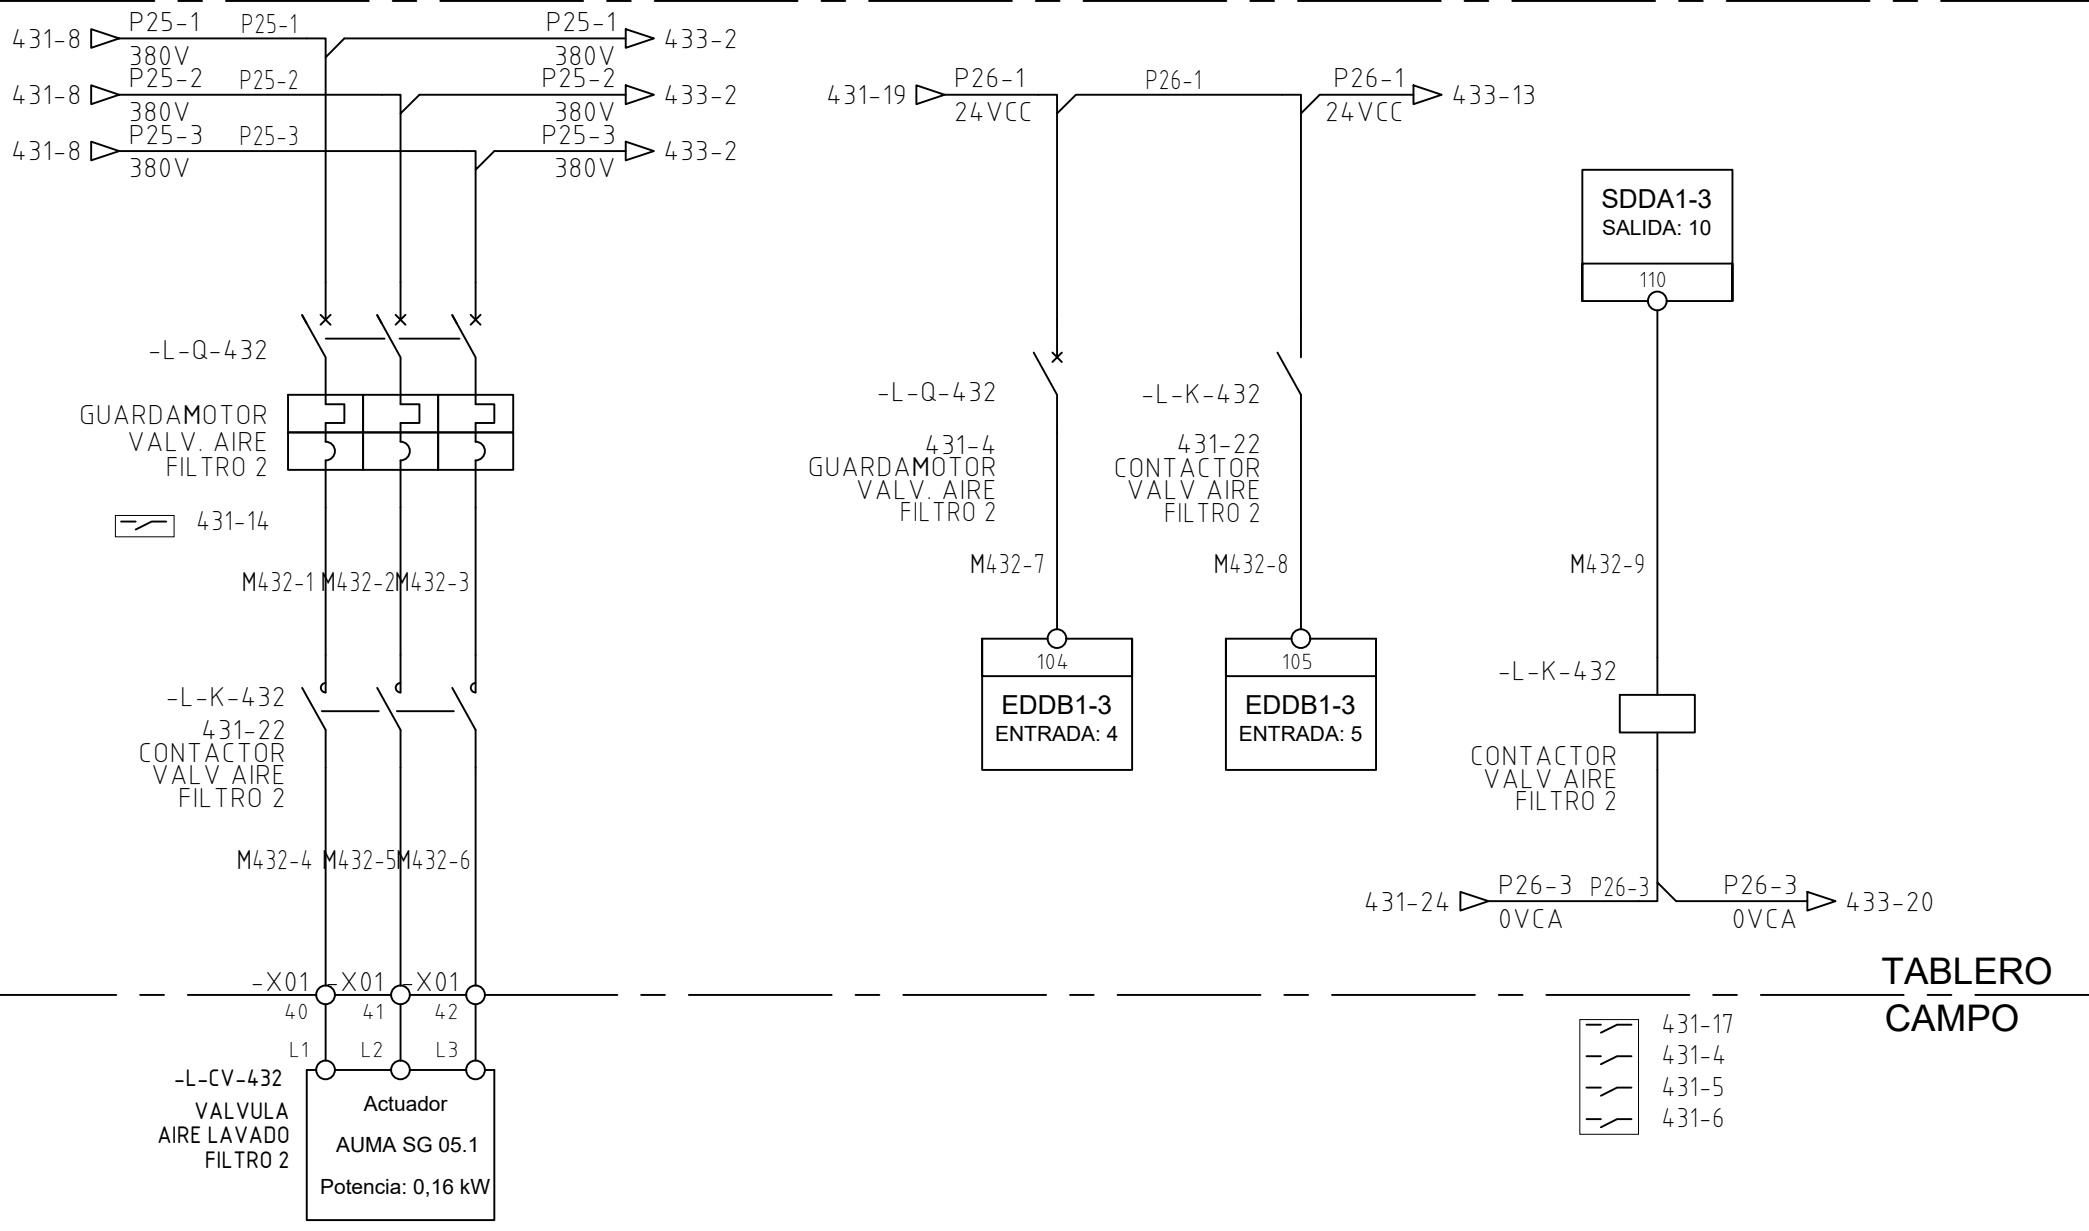 431-8 P25-1 P25-1 P25-1 433-2
380V 380V
431-8 P25-2 P25-2 P25-2 433-2
380V 380V
431-8 P25-3 P25-3 P25-3 433-2
380V 380V
431-19 P26-1 P26-1 P26-1 433-13
24VCC 24VCC
SDDA1-3
SALIDA: 10
110
-L-Q-432
GUARDAMOTOR
VALV. AIRE
FILTRO 2
431-14
M432-1 M432-2 M432-3
-L-K-432
431-22
CONTACTOR
VALV AIRE
FILTRO 2
M432-4 M432-5 M432-6
-X01 -X01 -X01
40 41 42
L1 L2 L3
-L-CV-432
VALVULA
AIRE LAVADO
FILTRO 2
Actuador
AUMA SG 05.1
Potencia: 0,16 kW
-L-Q-432
431-4
GUARDAMOTOR
VALV. AIRE
FILTRO 2
M432-7
104
EDDB1-3
ENTRADA: 4
-L-K-432
431-22
CONTACTOR
VALV AIRE
FILTRO 2
M432-8
105
EDDB1-3
ENTRADA: 5
M432-9
-L-K-432
CONTACTOR
VALV AIRE
FILTRO 2
431-24 P26-3 P26-3 P26-3 433-20
0VCA 0VCA
TABLERO
CAMPO
431-17
431-4
431-5
431-6